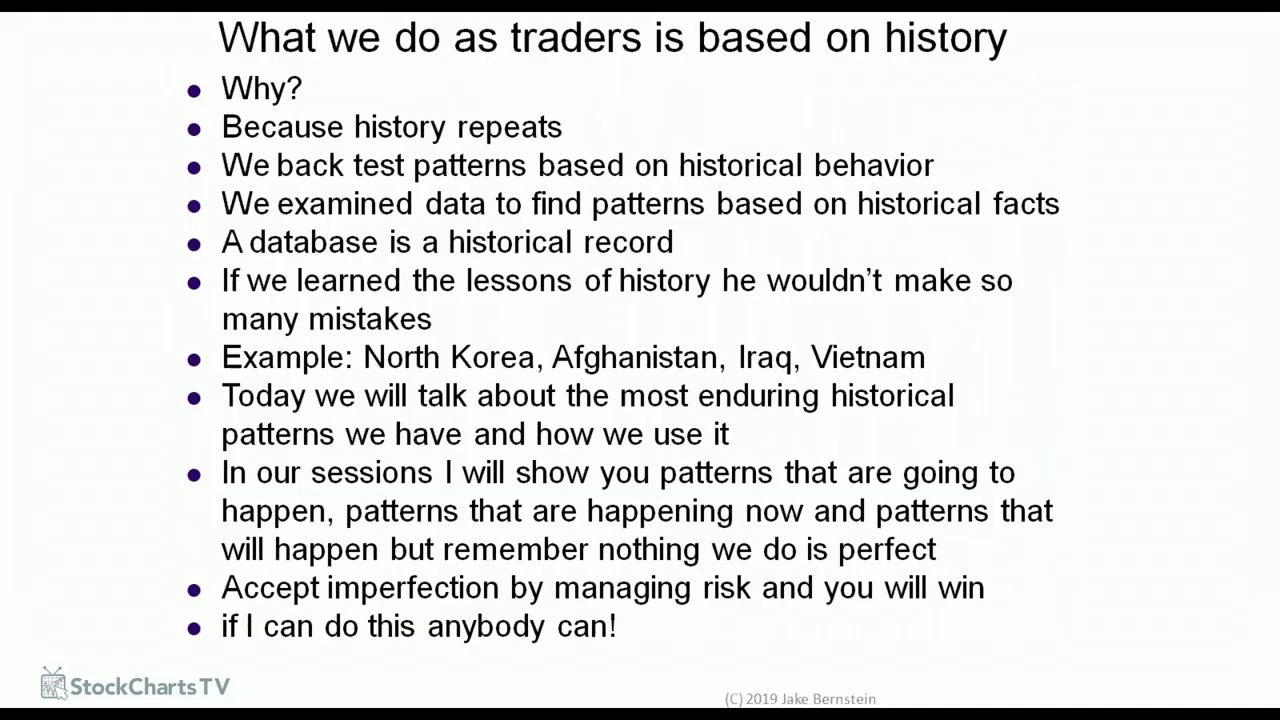 What we do as traders is based on history
Why?
Because history repeats
We back test patterns based on historical behavior
We examined data to find patterns based on historical facts
A database is a historical record
If we learned the lessons of history he wouldn't make so
many mistakes
Example: North Korea, Afghanistan, Iraq, Vietnam
Today we will talk about the most enduring historical
patterns we have and how we use it
In our sessions I will show you patterns that are going to
happen, patterns that are happening now and patterns that
will happen but remember nothing we do is perfect
Accept imperfection by managing risk and you will win
if I can do this anybody can!
StockChartsTV
(C) 2019 Jake Bernstein